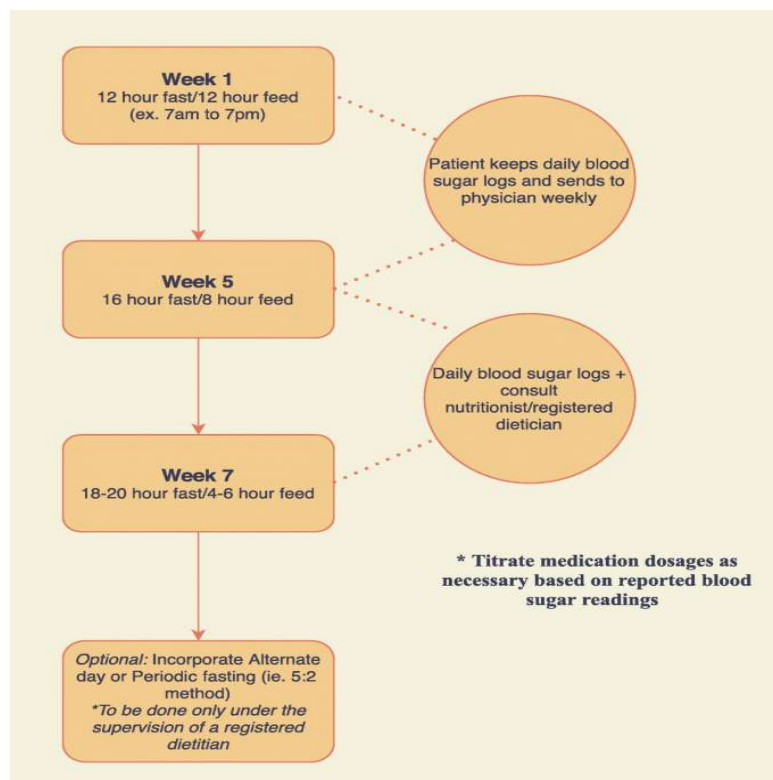 Week 1
12 hour fast/12 hour feed
(ex. 7am to 7pm)
Patient keeps daily blood
sugar logs and sends to
physician weekly
Week 5
16 hour fast/8 hour feed
Daily blood sugar logs +
consult
nutritionist/registered
dietician
Week 7
18-20 hour fast/4-6 hour feed
* Titrate medication dosages as
necessary based on reported blood
sugar readings
Optional: Incorporate Alternate
day or Periodic fasting (ie. 5:2
method)
*To be done only under the
supervision of a registered
dietitian